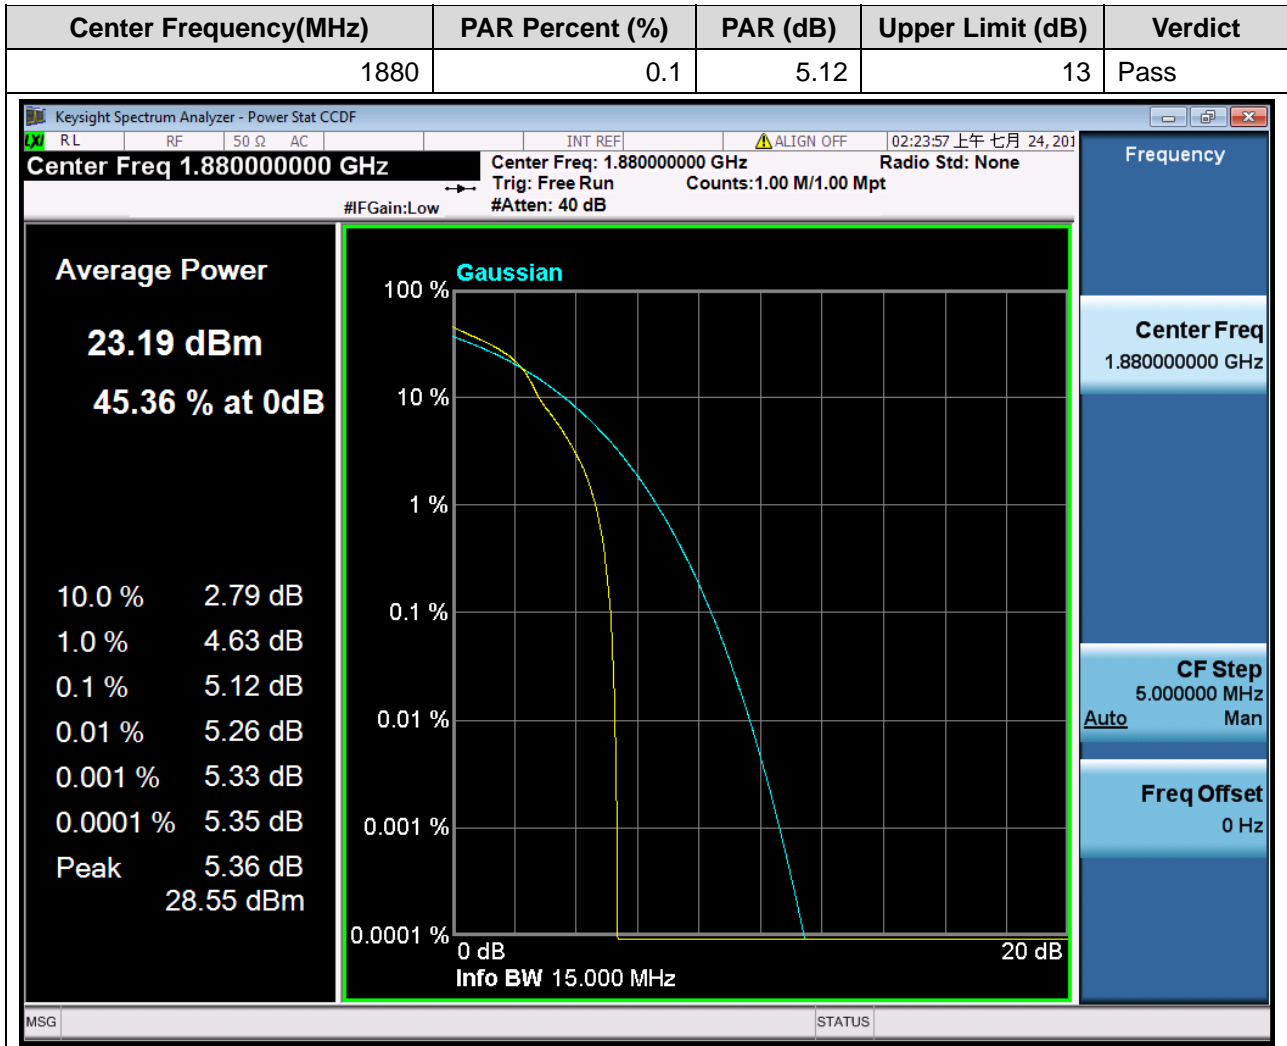 Center Frequency(MHz) PAR Percent (%) PAR (dB) Upper Limit (dB) Verdict
1880 0.1 5.12 13 Pass
Keysight Spectrum Analyzer - Power Stat CCDF
LXI RL RF 50 Ω AC INT REF ALIGN OFF 02:23:57 上午 七月 24, 201
Center Freq 1.880000000 GHz
#IFGain:Low
Center Freq: 1.880000000 GHz Radio Std: None
Trig: Free Run Counts:1.00 M/1.00 Mpt
#Atten: 40 dB
Frequency
Average Power
23.19 dBm
45.36 % at 0dB
10.0 % 2.79 dB
1.0 % 4.63 dB
0.1 % 5.12 dB
0.01 % 5.26 dB
0.001 % 5.33 dB
0.0001 % 5.35 dB
Peak 5.36 dB
28.55 dBm
Gaussian
100 %
10 %
1 %
0.1 %
0.01 %
0.001 %
0.0001 %
0 dB 20 dB
Info BW 15.000 MHz
Center Freq
1.880000000 GHz
CF Step
5.000000 MHz
Auto Man
Freq Offset
0 Hz
MSG STATUS